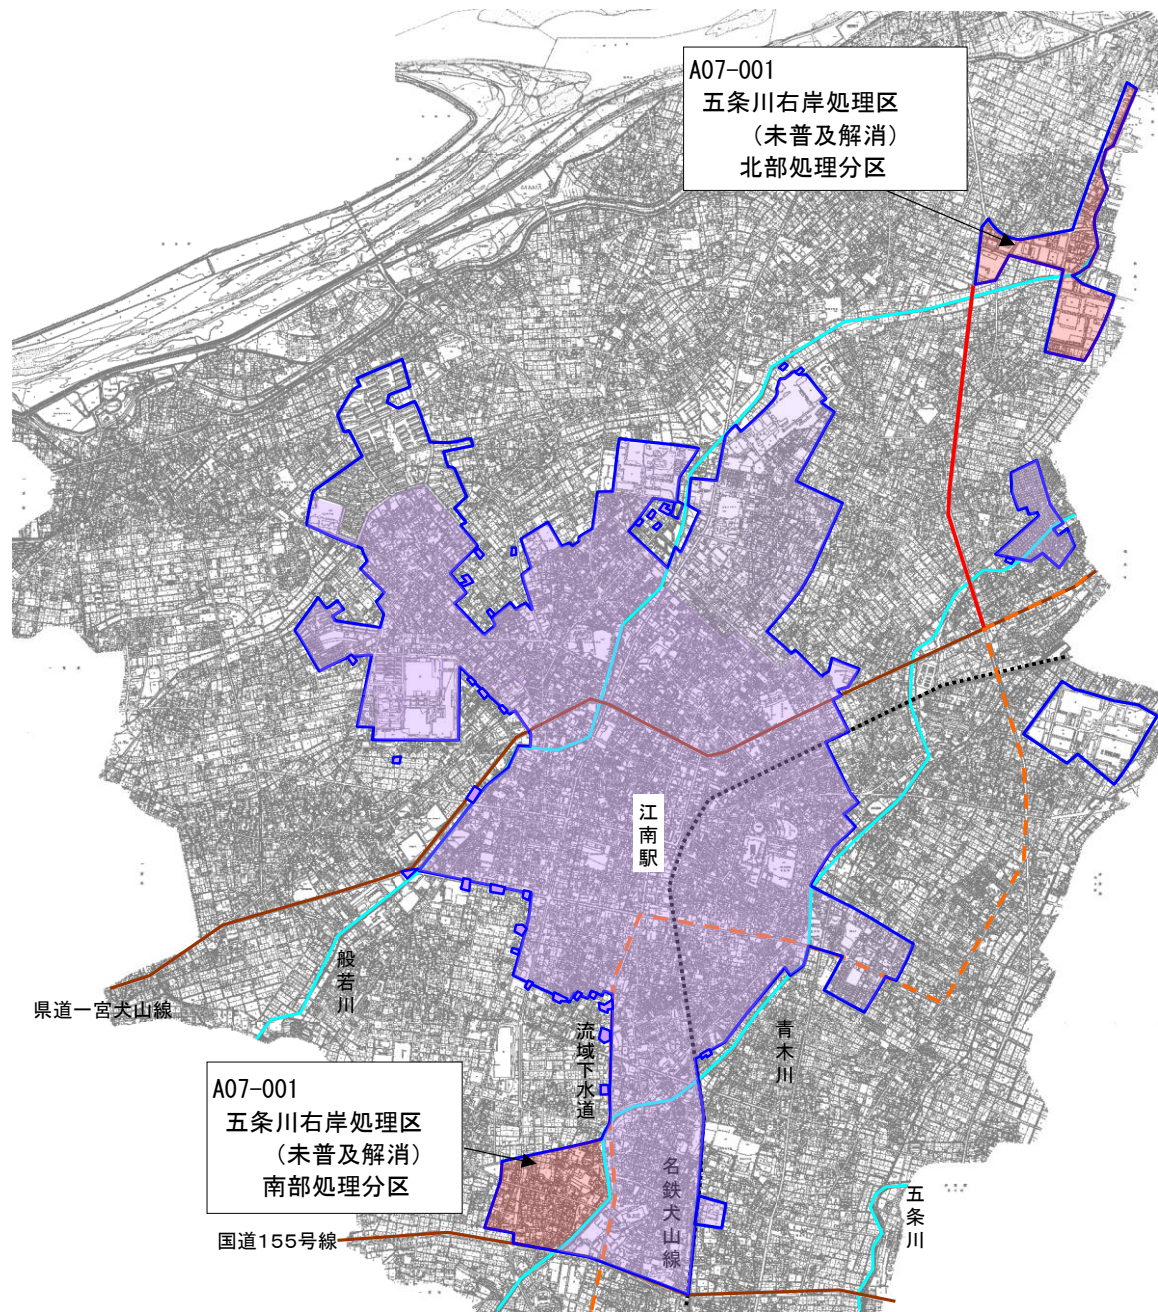 A07-001
五条川右岸処理区
（未普及解消）
北部処理分区
江南駅
般若川
県道一宮犬山線
流域下水道
青木川
A07-001
五条川右岸処理区
（未普及解消）
南部処理分区
名鉄犬山線
五条川
国道155号線